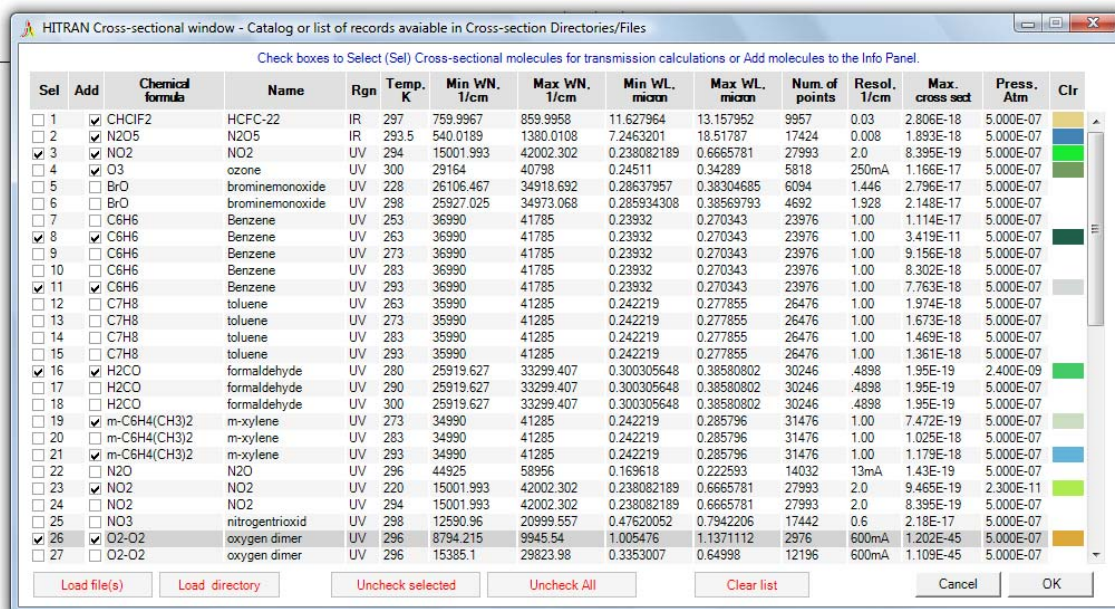 HITRAN Cross-sectional window - Catalog or list of records avaiable in Cross-section Directories/Files
Check boxes to Select (Sel) Cross-sectional molecules for transmission calculations or Add molecules to the Info Panel.
Sel Add Chemical formula Name Rgn Temp, K Min WN, 1/cm Max WN, 1/cm Min WL, micron Max WL, micron Num. of points Resol, 1/cm Max. cross sect Press, Atm Clr
1 CHClF2 HCFC-22 IR 297 759.9967 859.9958 11.627614 13.157952 9957 0.03 2.806E-18 5.000E-07
2 N2O5 N2O5 IR 293.5 540.0189 1380.0108 7.2463201 18.51787 17424 0.008 1.893E-18 5.000E-07
3 NO2 NO2 UV 294 15001.993 42002.302 0.238082189 0.6665781 27993 2.0 8.395E-19 5.000E-07
4 O3 ozone UV 300 29164 40798 0.24511 0.34289 5818 250mA 1.166E-17 5.000E-07
5 BrO brominemonoxide UV 228 26106.467 34918.692 0.28637957 0.38304685 6094 1.446 2.796E-17 5.000E-07
6 BrO brominemonoxide UV 298 25927.025 34973.068 0.285934308 0.38569793 4692 1.928 2.148E-17 5.000E-07
7 C6H6 Benzene UV 253 36990 41785 0.23932 0.270343 23976 1.00 1.114E-17 5.000E-07
8 C6H6 Benzene UV 263 36990 41785 0.23932 0.270343 23976 1.00 3.419E-11 5.000E-07
9 C6H6 Benzene UV 273 36990 41785 0.23932 0.270343 23976 1.00 9.156E-18 5.000E-07
10 C6H6 Benzene UV 283 36990 41785 0.23932 0.270343 23976 1.00 8.302E-18 5.000E-07
11 C6H6 Benzene UV 293 36990 41785 0.23932 0.270343 23976 1.00 7.763E-18 5.000E-07
12 C7H8 toluene UV 263 35990 41285 0.242219 0.277855 26476 1.00 1.974E-18 5.000E-07
13 C7H8 toluene UV 273 35990 41285 0.242219 0.277855 26476 1.00 1.673E-18 5.000E-07
14 C7H8 toluene UV 283 35990 41285 0.242219 0.277855 26476 1.00 1.469E-18 5.000E-07
15 C7H8 toluene UV 293 35990 41285 0.242219 0.277855 26476 1.00 1.361E-18 5.000E-07
16 H2CO formaldehyde UV 280 25919.627 33299.407 0.300305648 0.38580802 30246 .4898 1.95E-19 2.400E-09
17 H2CO formaldehyde UV 290 25919.627 33299.407 0.300305648 0.38580802 30246 .4898 1.95E-19 5.000E-07
18 H2CO formaldehyde UV 300 25919.627 33299.407 0.300305648 0.38580802 30246 .4898 1.95E-19 5.000E-07
19 m-C6H4(CH3)2 m-xylene UV 273 34990 41285 0.242219 0.285796 31476 1.00 7.472E-19 5.000E-07
20 m-C6H4(CH3)2 m-xylene UV 283 34990 41285 0.242219 0.285796 31476 1.00 1.025E-18 5.000E-07
21 m-C6H4(CH3)2 m-xylene UV 293 34990 41285 0.242219 0.285796 31476 1.00 1.179E-18 5.000E-07
22 N2O N2O UV 296 44925 58956 0.169618 0.222593 14032 13mA 1.43E-19 5.000E-07
23 NO2 NO2 UV 220 15001.993 42002.302 0.238082189 0.6665781 27993 2.0 9.465E-19 2.300E-11
24 NO2 NO2 UV 294 15001.993 42002.302 0.238082189 0.6665781 27993 2.0 8.395E-19 5.000E-07
25 NO3 nitrogentrioxid UV 298 12590.96 20999.557 0.47620052 0.7942206 17442 0.6 2.18E-17 5.000E-07
26 O2-O2 oxygen dimer UV 296 8794.215 9945.54 1.005476 1.1371112 2976 600mA 1.202E-45 5.000E-07
27 O2-O2 oxygen dimer UV 296 15385.1 29823.98 0.3353007 0.64998 12196 600mA 1.109E-45 5.000E-07
Load file(s) Load directory Uncheck selected Uncheck All Clear list Cancel OK